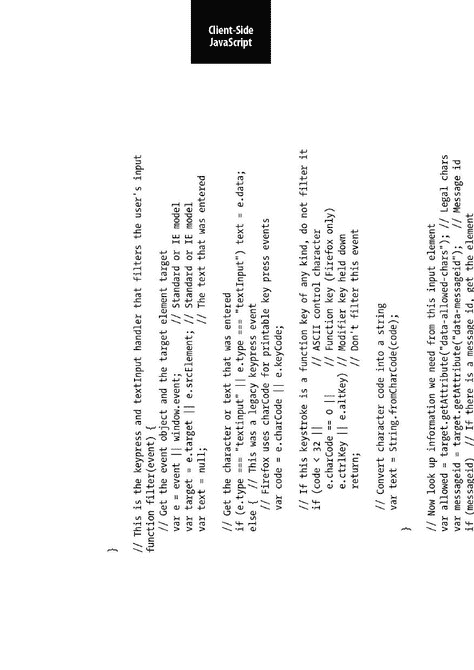 Client-Side
JavaScript
}
// This is the keypress and textInput handler that filters the user's input
function filter(event) {
// Get the event object and the target element target
var e = event || window.event; // Standard or IE model
var target = e.target || e.srcElement; // Standard or IE model
var text = null; // The text that was entered
// Get the character or text that was entered
if (e.type === "textinput" || e.type === "textInput") text = e.data;
else { // This was a legacy keypress event
// Firefox uses charCode for printable key press events
var code = e.charCode || e.keyCode;
// If this keystroke is a function key of any kind, do not filter it
if (code < 32 || // ASCII control character
e.charCode == 0 || // Function key (Firefox only)
e.ctrlKey || e.altKey) // Modifier key held down
return; // Don't filter this event
// Convert character code into a string
var text = String.fromCharCode(code);
}
// Now look up information we need from this input element
var allowed = target.getAttribute("data-allowed-chars"); // Legal chars
var messageid = target.getAttribute("data-messageid"); // Message id
if (messageid) // If there is a message id, get the element